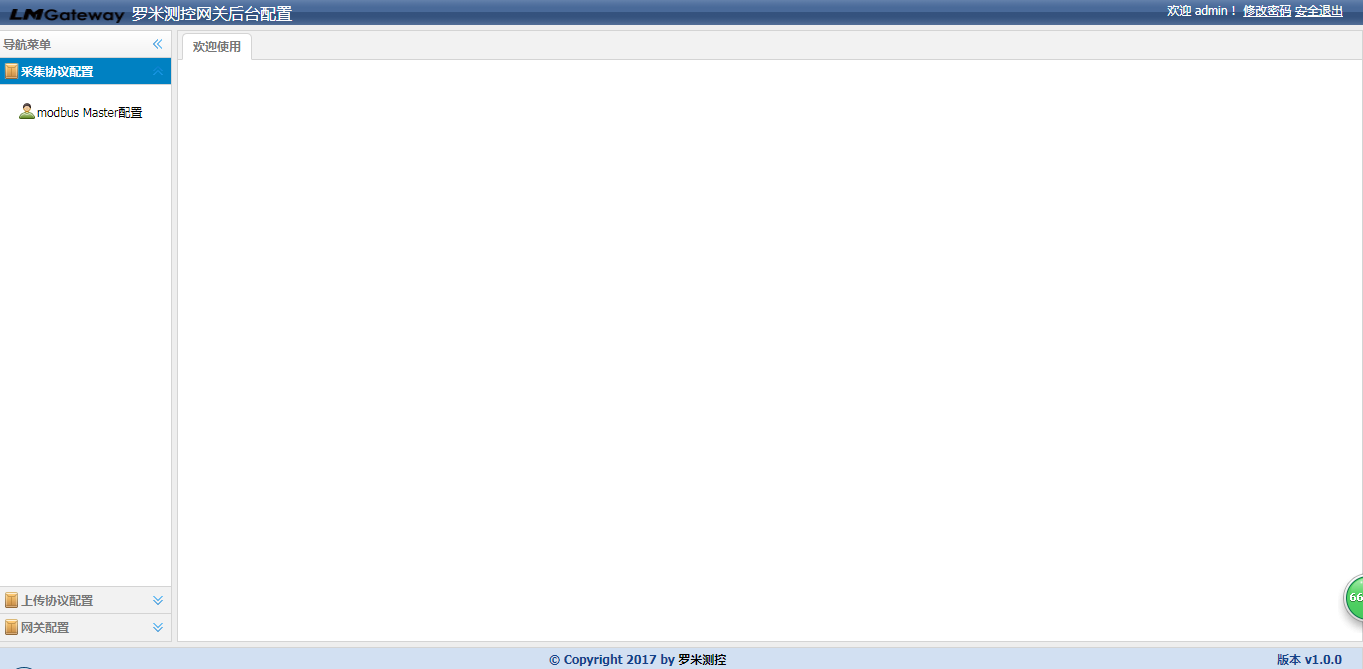 LMGateway 罗米测控网关后台配置
欢迎 admin！ 修改密码 安全退出
导航菜单
欢迎使用
采集协议配置
modbus Master配置
上传协议配置
网关配置
66
© Copyright 2017 by 罗米测控
版本 v1.0.0